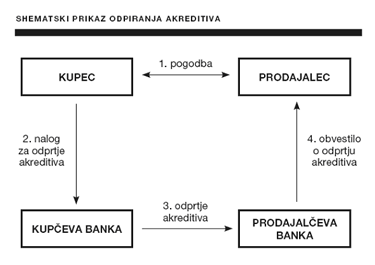 SHEMATSKI PRIKAZ ODPIRANJA AKREDITIVA
KUPEC
1. pogodba
PRODAJALEC
2. nalog
za odprtje
akreditiva
4. obvestilo
o odprtju
akreditiva
KUPČEVA BANKA
3. odprtje
akreditiva
PRODAJALČEVA
BANKA